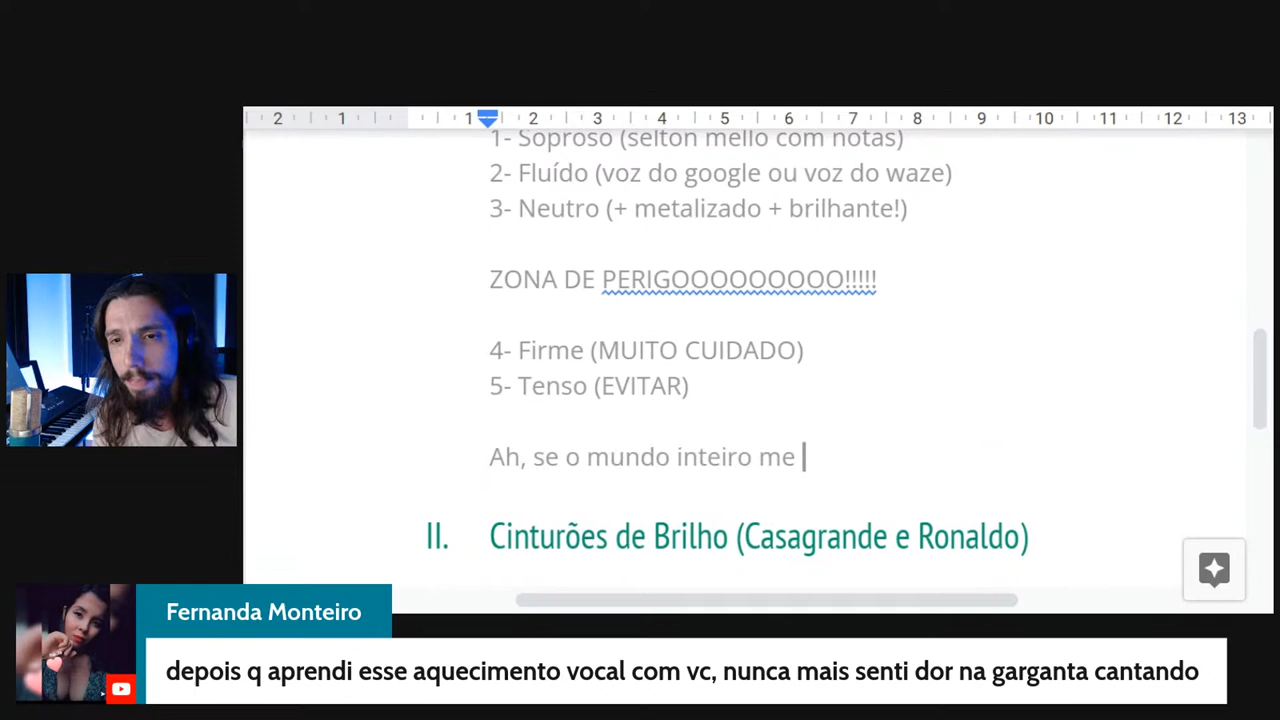 2 1 1 2 3 4 5 6 7 8 9 10 11 12 13
1- Soproso (selton mello com notas)
2- Fluído (voz do google ou voz do waze)
3- Neutro (+ metalizado + brilhante!)
ZONA DE PERIGOOOOOOOOO!!!!!
4- Firme (MUITO CUIDADO)
5- Tenso (EVITAR)
Ah, se o mundo inteiro me
II. Cinturões de Brilho (Casagrande e Ronaldo)
Fernanda Monteiro
depois q aprendi esse aquecimento vocal com vc, nunca mais senti dor na garganta cantando